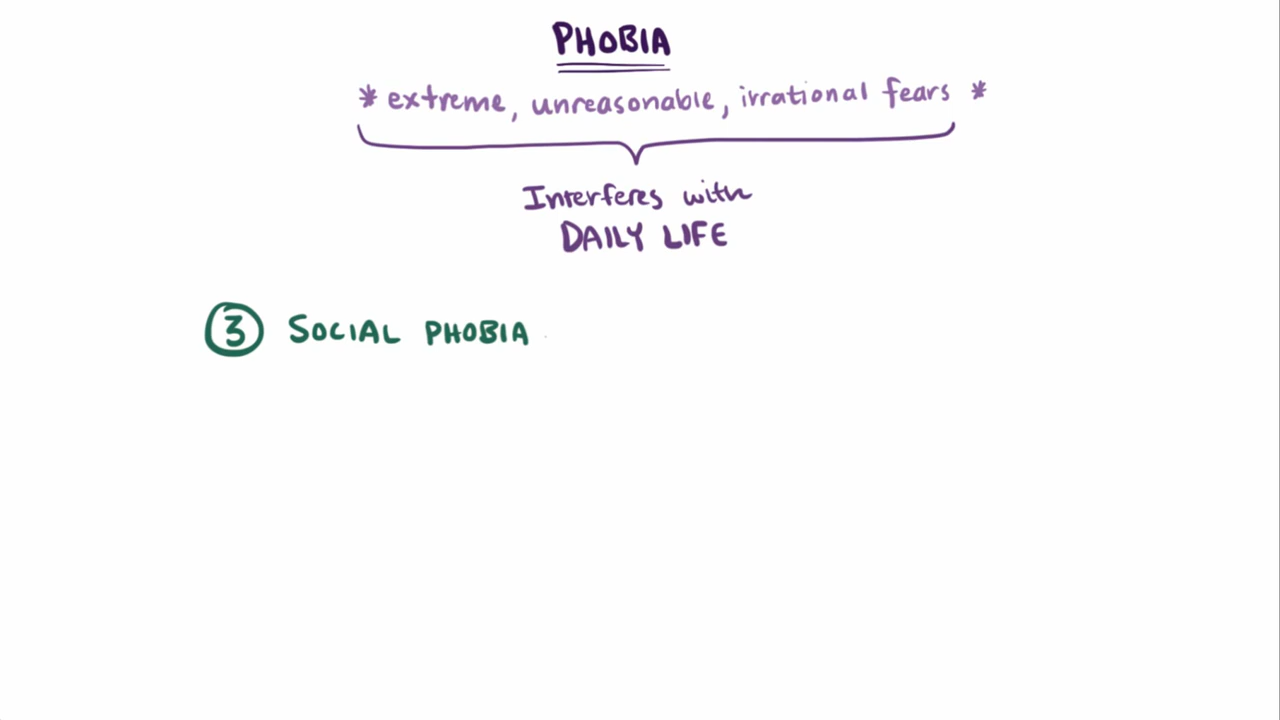 PHOBIA
* extreme, unreasonable, irrational fears *
Interferes with
DAILY LIFE
3 SOCIAL PHOBIA